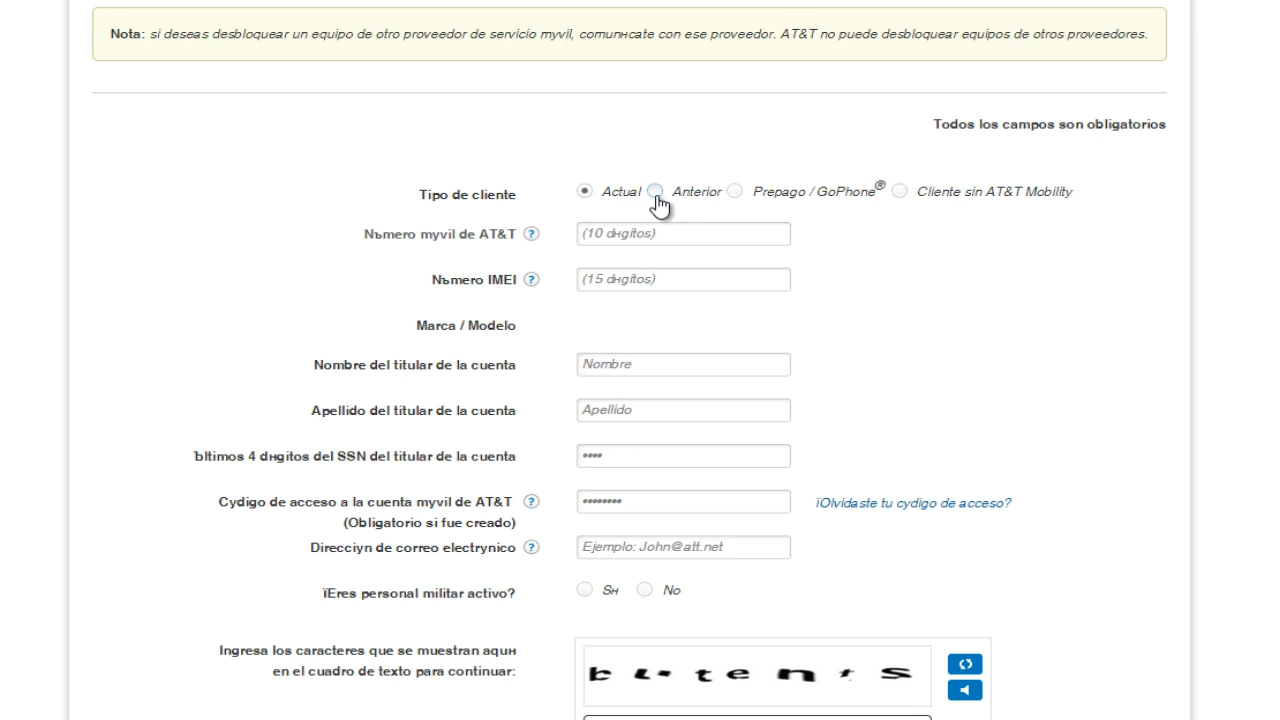 Nota: si deseas desbloquear un equipo de otro proveedor de servicio myvil, comunнcate con ese proveedor. AT&T no puede desbloquear equipos de otros proveedores.
Todos los campos son obligatorios
Tipo de cliente Actual Anterior Prepago / GoPhone® Cliente sin AT&T Mobility
Nъmero myvil de AT&T ? (10 dнgitos)
Nъmero IMEI ? (15 dнgitos)
Marca / Modelo
Nombre del titular de la cuenta Nombre
Apellido del titular de la cuenta Apellido
Ъltimos 4 dнgitos del SSN del titular de la cuenta ••••
Cydigo de acceso a la cuenta myvil de AT&T ? •••••••• їOlvidaste tu cydigo de acceso?
(Obligatorio si fue creado)
Direcciyn de correo electrynico ? Ejemplo: John@att.net
їEres personal militar activo? Sн No
Ingresa los caracteres que se muestran aquн
en el cuadro de texto para continuar: